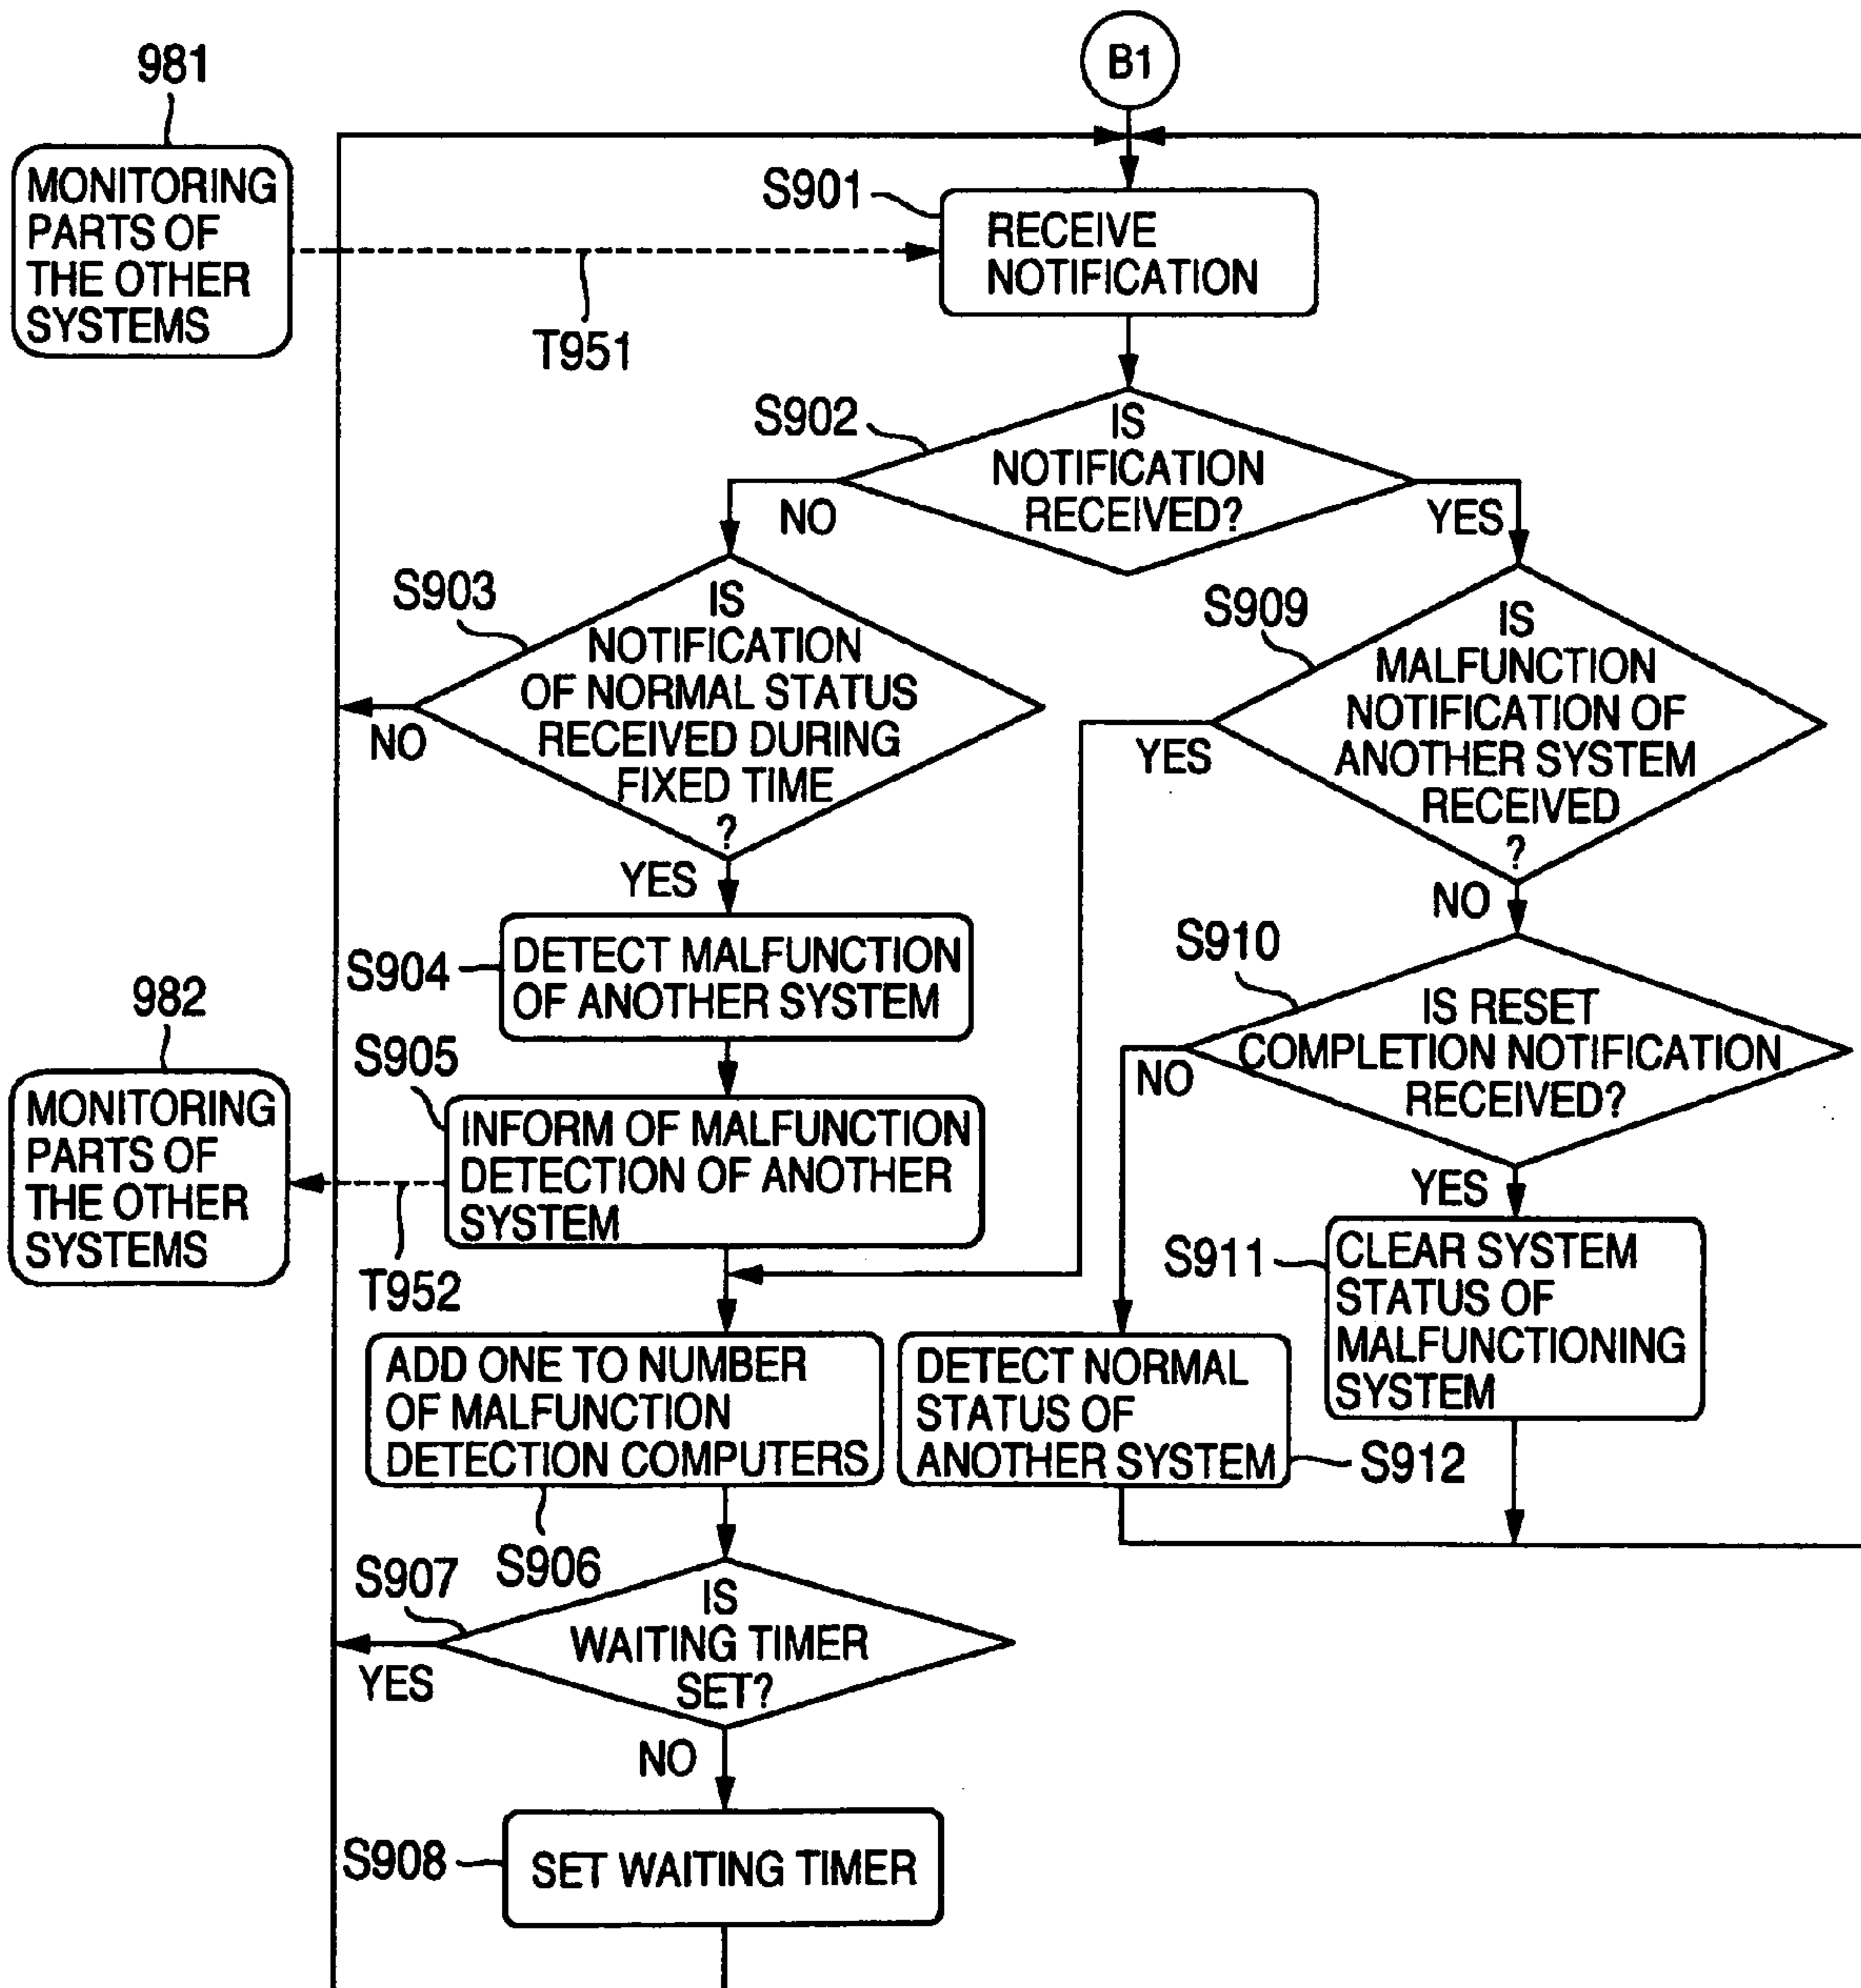 B1
981
MONITORING
PARTS OF
THE OTHER
SYSTEMS
S901
RECEIVE
NOTIFICATION
T951
S902
IS
NOTIFICATION
RECEIVED?
NO
YES
S903
IS
NOTIFICATION
OF NORMAL STATUS
RECEIVED DURING
FIXED TIME
?
NO
YES
S909
IS
MALFUNCTION
NOTIFICATION OF
ANOTHER SYSTEM
RECEIVED
?
YES
NO
S904
DETECT MALFUNCTION
OF ANOTHER SYSTEM
S910
IS RESET
COMPLETION NOTIFICATION
RECEIVED?
NO
YES
982
MONITORING
PARTS OF
THE OTHER
SYSTEMS
S905
INFORM OF MALFUNCTION
DETECTION OF ANOTHER
SYSTEM
T952
S911
CLEAR SYSTEM
STATUS OF
MALFUNCTIONING
SYSTEM
ADD ONE TO NUMBER
OF MALFUNCTION
DETECTION COMPUTERS
S906
DETECT NORMAL
STATUS OF
ANOTHER SYSTEM
S912
S907
IS
WAITING TIMER
SET?
YES
NO
S908
SET WAITING TIMER